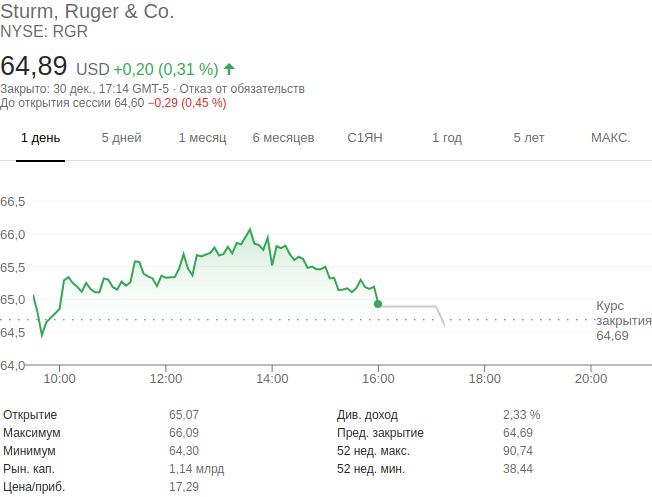 Sturm, Ruger & Co.
NYSE: RGR
64,89 USD +0,20 (0,31 %)
Закрыто: 30 дек., 17:14 GMT-5 · Отказ от обязательств
До открытия сессии 64,60 −0,29 (0,45 %)
1 день 5 дней 1 месяц 6 месяцев С1ЯН 1 год 5 лет МАКС.
66,5
66,0
65,5
65,0
64,5
64,0
Курс
закрытия
64,69
10:00 12:00 14:00 16:00 18:00 20:00
Открытие 65,07 Див. доход 2,33 %
Максимум 66,09 Пред. закрытие 64,69
Минимум 64,30 52 нед. макс. 90,74
Рын. кап. 1,14 млрд 52 нед. мин. 38,44
Цена/приб. 17,29